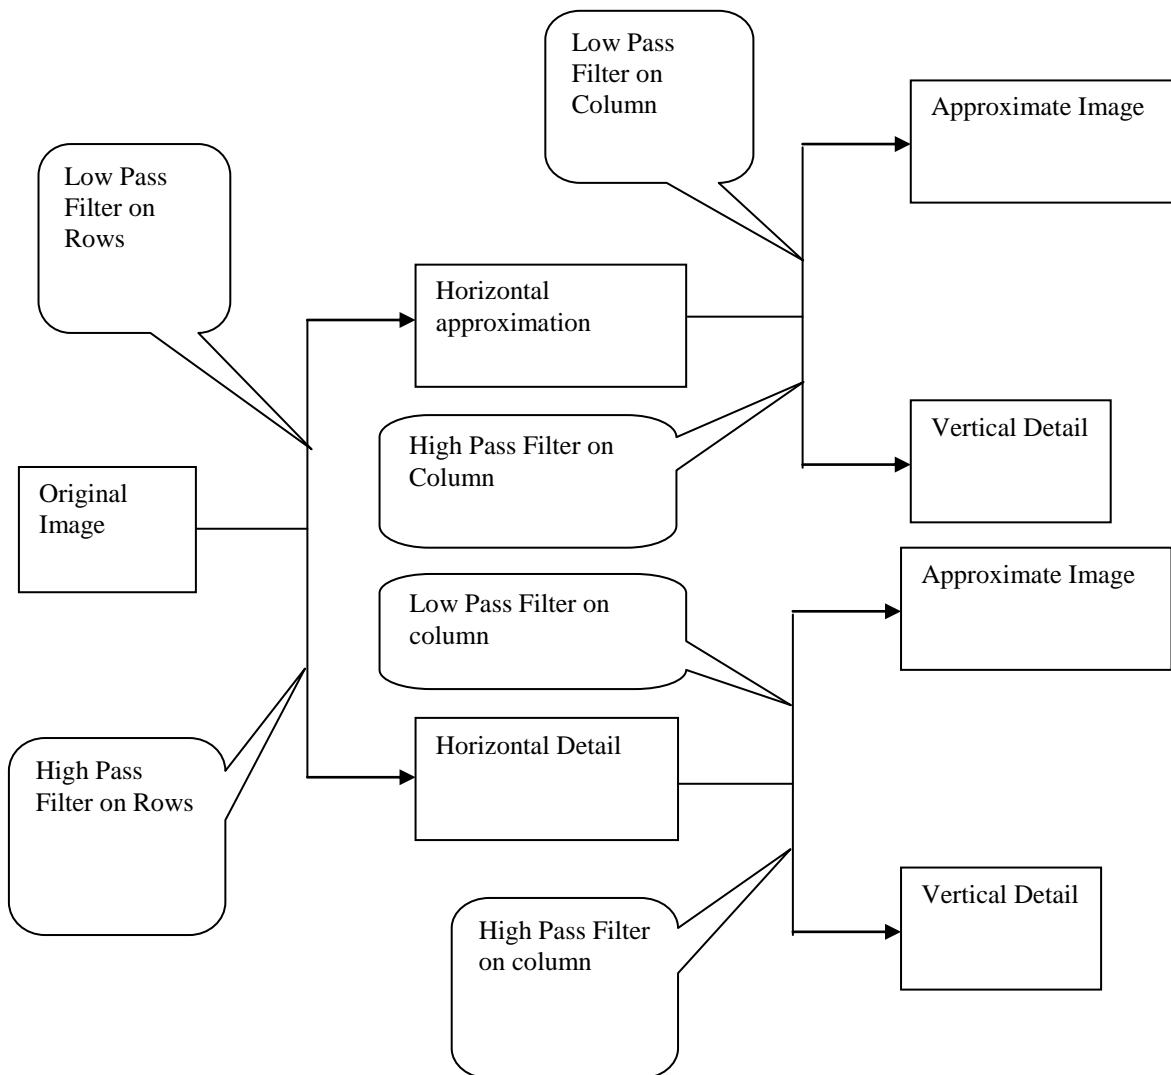 Low Pass
Filter on
Column
Approximate Image
Low Pass
Filter on
Rows
Horizontal
approximation
High Pass Filter on
Column
Vertical Detail
Original
Image
Approximate Image
Low Pass Filter on
column
Horizontal Detail
High Pass
Filter on Rows
Vertical Detail
High Pass Filter
on column